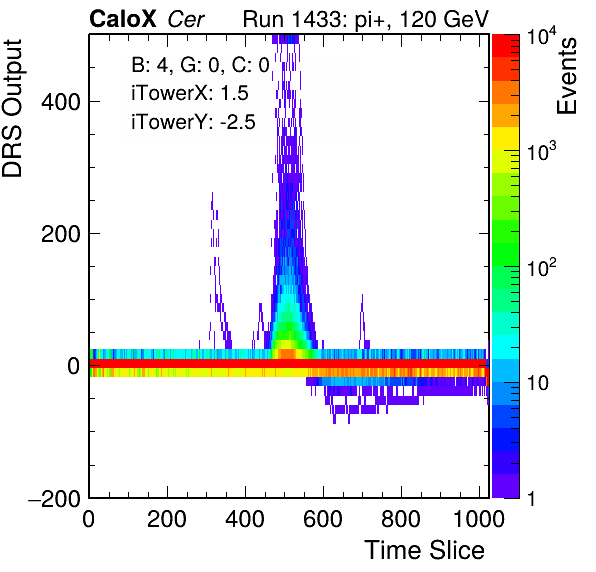 CaloX Cer Run 1433: pi+, 120 GeV
DRS Output
Events
B: 4, G: 0, C: 0
iTowerX: 1.5
iTowerY: -2.5
400
200
0
−200
0 200 400 600 800 1000
Time Slice
10^4
10^3
10^2
10
1